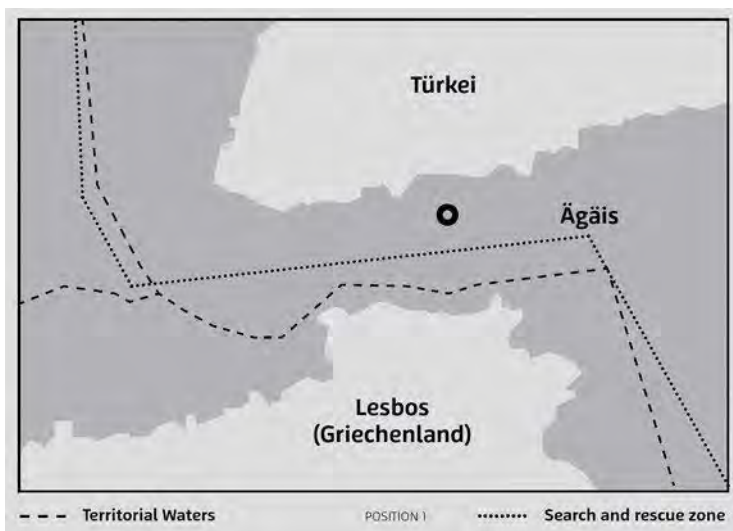 Türkei
Ägäis
Lesbos
(Griechenland)
Territorial Waters
POSITION 1
Search and rescue zone